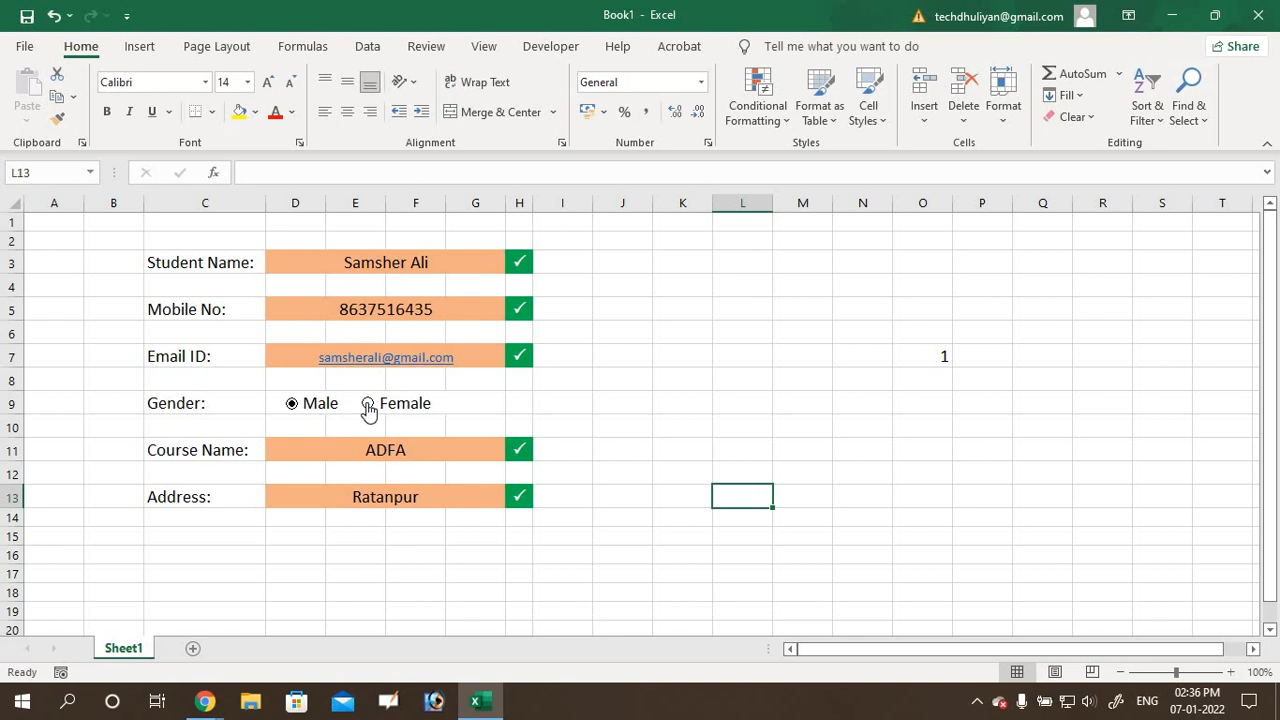 Book1 - Excel
techdhuliyan@gmail.com
File Home Insert Page Layout Formulas Data Review View Developer Help Acrobat Tell me what you want to do Share
Paste
Calibri 14
Wrap Text
General
Conditional Formatting
Format as Table
Cell Styles
Insert
Delete
Format
AutoSum
Fill
Clear
Sort & Filter
Find & Select
B I U
Merge & Center
Clipboard Font Alignment Number Styles Cells Editing
L13 fx
A B C D E F G H I J K L M N O P Q R S T
1
2
3 Student Name: Samsher Ali ✓
4
5 Mobile No: 8637516435 ✓
6
7 Email ID: samsherali@gmail.com ✓ 1
8
9 Gender: Male Female
10
11 Course Name: ADFA ✓
12
13 Address: Ratanpur ✓
14
15
16
17
18
19
20
Sheet1
Ready 100%
ENG 02:36 PM
07-01-2022